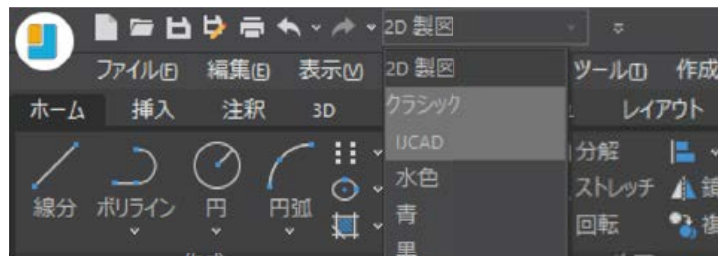 2D 製図
ファイル(F) 編集(E) 表示(V) 2D 製図 ツール(T) 作成
ホーム 挿入 注釈 3D クラシック レイアウト
IJCAD
分解
水色
ストレッチ
線分 ポリライン 円 円弧 青 回転
黒